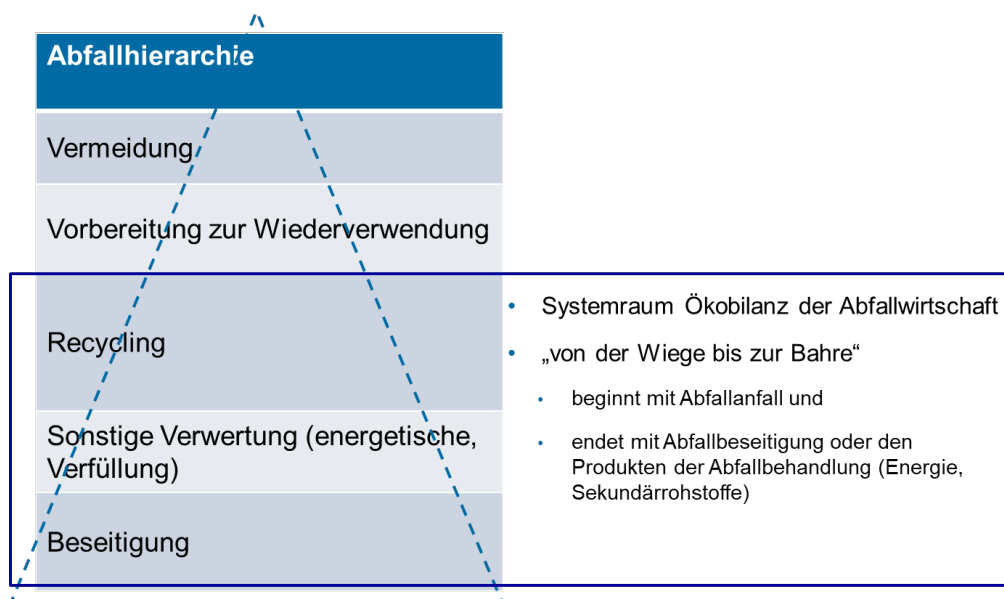 Abfallhierarchie
Vermeidung
Vorbereitung zur Wiederverwendung
Recycling
Sonstige Verwertung (energetische,
Verfüllung)
Beseitigung
• Systemraum Ökobilanz der Abfallwirtschaft
• „von der Wiege bis zur Bahre“
• beginnt mit Abfallanfall und
• endet mit Abfallbeseitigung oder den
Produkten der Abfallbehandlung (Energie,
Sekundärrohstoffe)